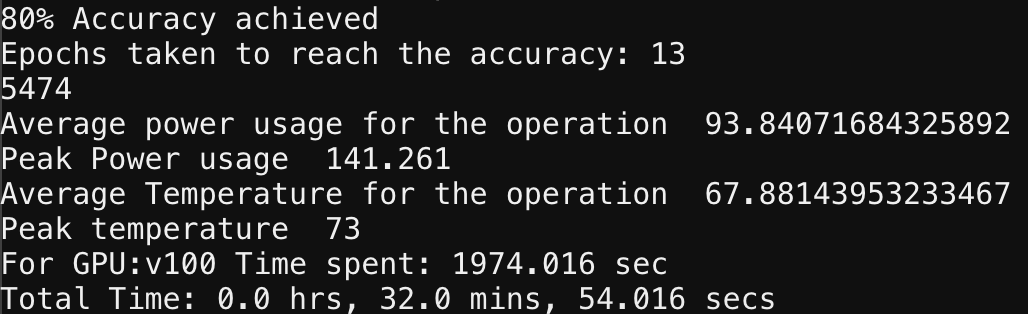 80% Accuracy achieved
Epochs taken to reach the accuracy: 13
5474
Average power usage for the operation  93.84071684325892
Peak Power usage  141.261
Average Temperature for the operation  67.88143953233467
Peak temperature  73
For GPU:v100 Time spent: 1974.016 sec
Total Time: 0.0 hrs, 32.0 mins, 54.016 secs